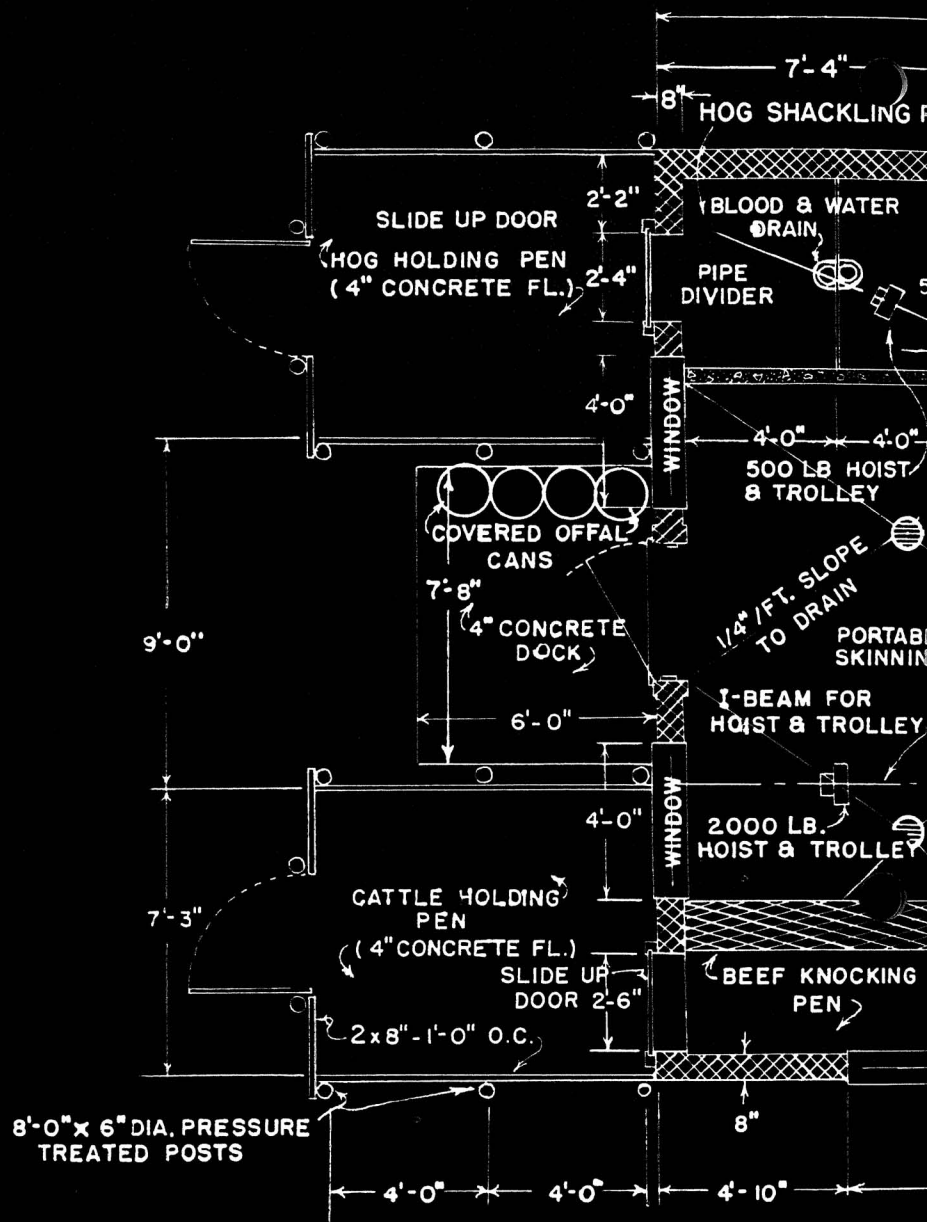 7'-4"
8"
HOG SHACKLING
2'-2"
SLIDE UP DOOR
BLOOD & WATER
DRAIN
HOG HOLDING PEN
(4" CONCRETE FL.)
2'-4"
PIPE
DIVIDER
5
4'-0"
WINDOW
4'-0"
4'-0"
500 LB HOIST
& TROLLEY
COVERED OFFAL
CANS
7'-8"
4" CONCRETE
DOCK
1/4"/FT. SLOPE
TO DRAIN
9'-0"
PORTAB
SKINNIN
6'-0"
I-BEAM FOR
HOIST & TROLLEY
4'-0"
WINDOW
2000 LB.
HOIST & TROLLEY
7'-3"
CATTLE HOLDING
PEN
(4" CONCRETE FL.)
SLIDE UP
DOOR 2-6"
BEEF KNOCKING
PEN
2x8"-1'-0" O.C.
8'-0"x 6" DIA. PRESSURE
TREATED POSTS
8"
4'-0"
4'-0"
4'-10"